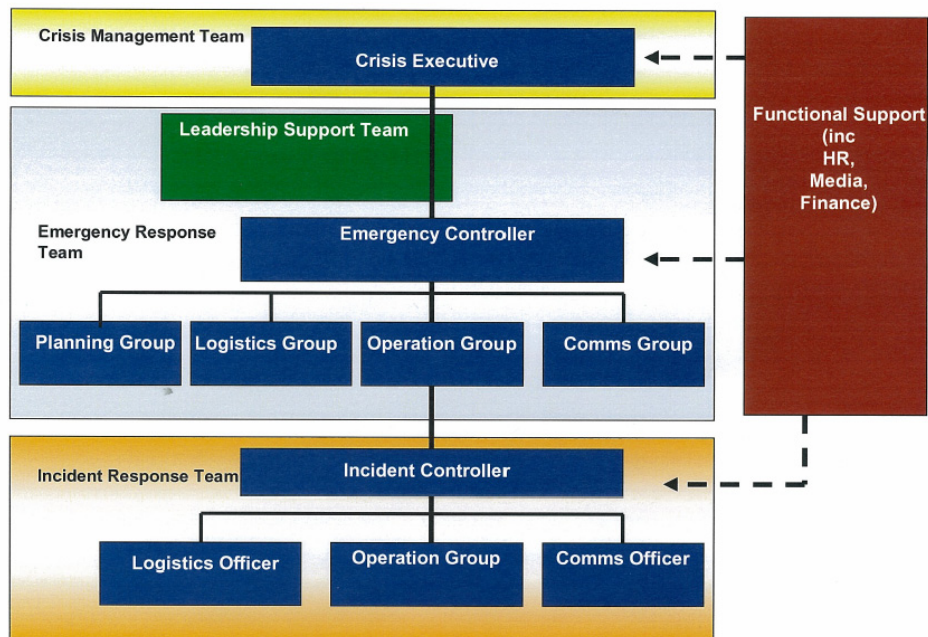 Crisis Management Team
Crisis Executive
Leadership Support Team
Functional Support
(inc
HR,
Media,
Finance)
Emergency Response
Team
Emergency Controller
Planning Group
Logistics Group
Operation Group
Comms Group
Incident Response Team
Incident Controller
Logistics Officer
Operation Group
Comms Officer